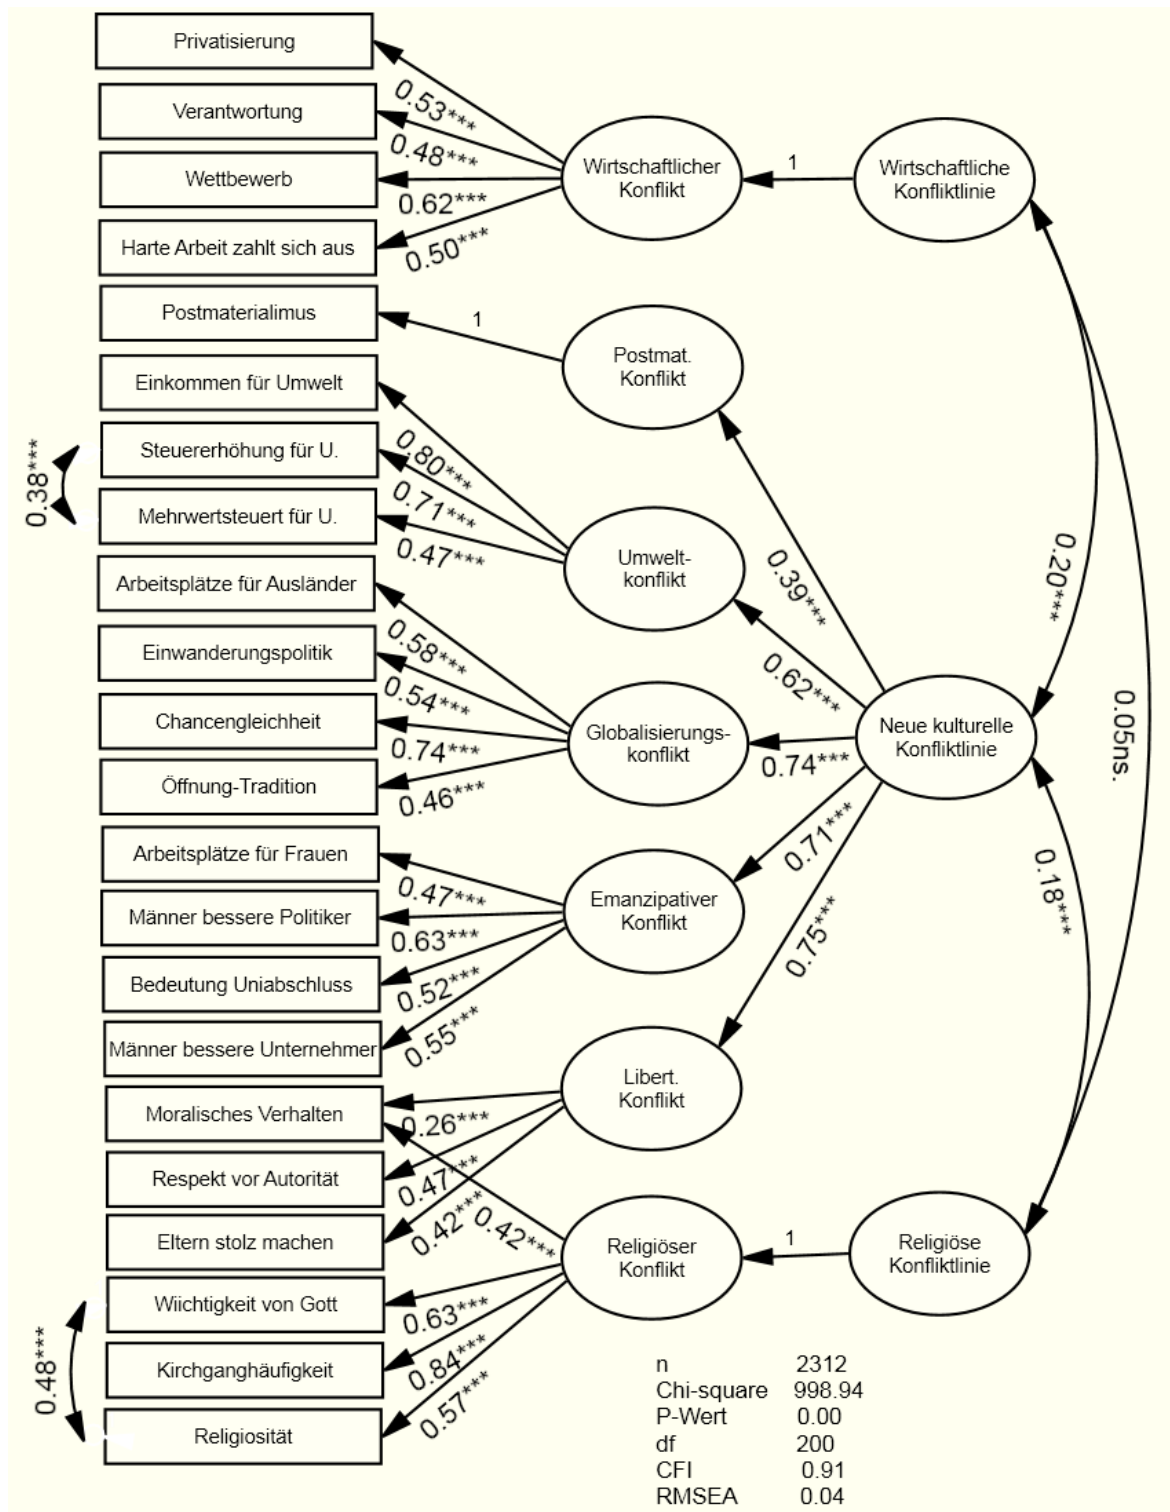 Privatisierung
Verantwortung
Wettbewerb
Harte Arbeit zahlt sich aus
Postmaterialimus
Einkommen für Umwelt
Steuererhöhung für U.
Mehrwertsteuert für U.
Arbeitsplätze für Ausländer
Einwanderungspolitik
Chancengleichheit
Öffnung-Tradition
Arbeitsplätze für Frauen
Männer bessere Politiker
Bedeutung Uniabschluss
Männer bessere Unternehmer
Moralisches Verhalten
Respekt vor Autorität
Eltern stolz machen
Wiichtigkeit von Gott
Kirchganghäufigkeit
Religiosität
0.38***
0.48***
0.53***
0.48***
0.62***
0.50***
1
0.80***
0.71***
0.47***
0.58***
0.54***
0.74***
0.46***
0.47***
0.63***
0.52***
0.55***
0.26***
0.47***
0.42***
0.42***
0.63***
0.84***
0.57***
Wirtschaftlicher
Konflikt
Postmat.
Konflikt
Umwelt-
konflikt
Globalisierungs-
konflikt
Emanzipativer
Konflikt
Libert.
Konflikt
Religiöser
Konflikt
1
0.39***
0.62***
0.74***
0.71***
0.75***
1
Wirtschaftliche
Konfliktlinie
Neue kulturelle
Konfliktlinie
Religiöse
Konfliktlinie
0.20***
0.05ns.
0.18***
n 2312
Chi-square 998.94
P-Wert 0.00
df 200
CFI 0.91
RMSEA 0.04